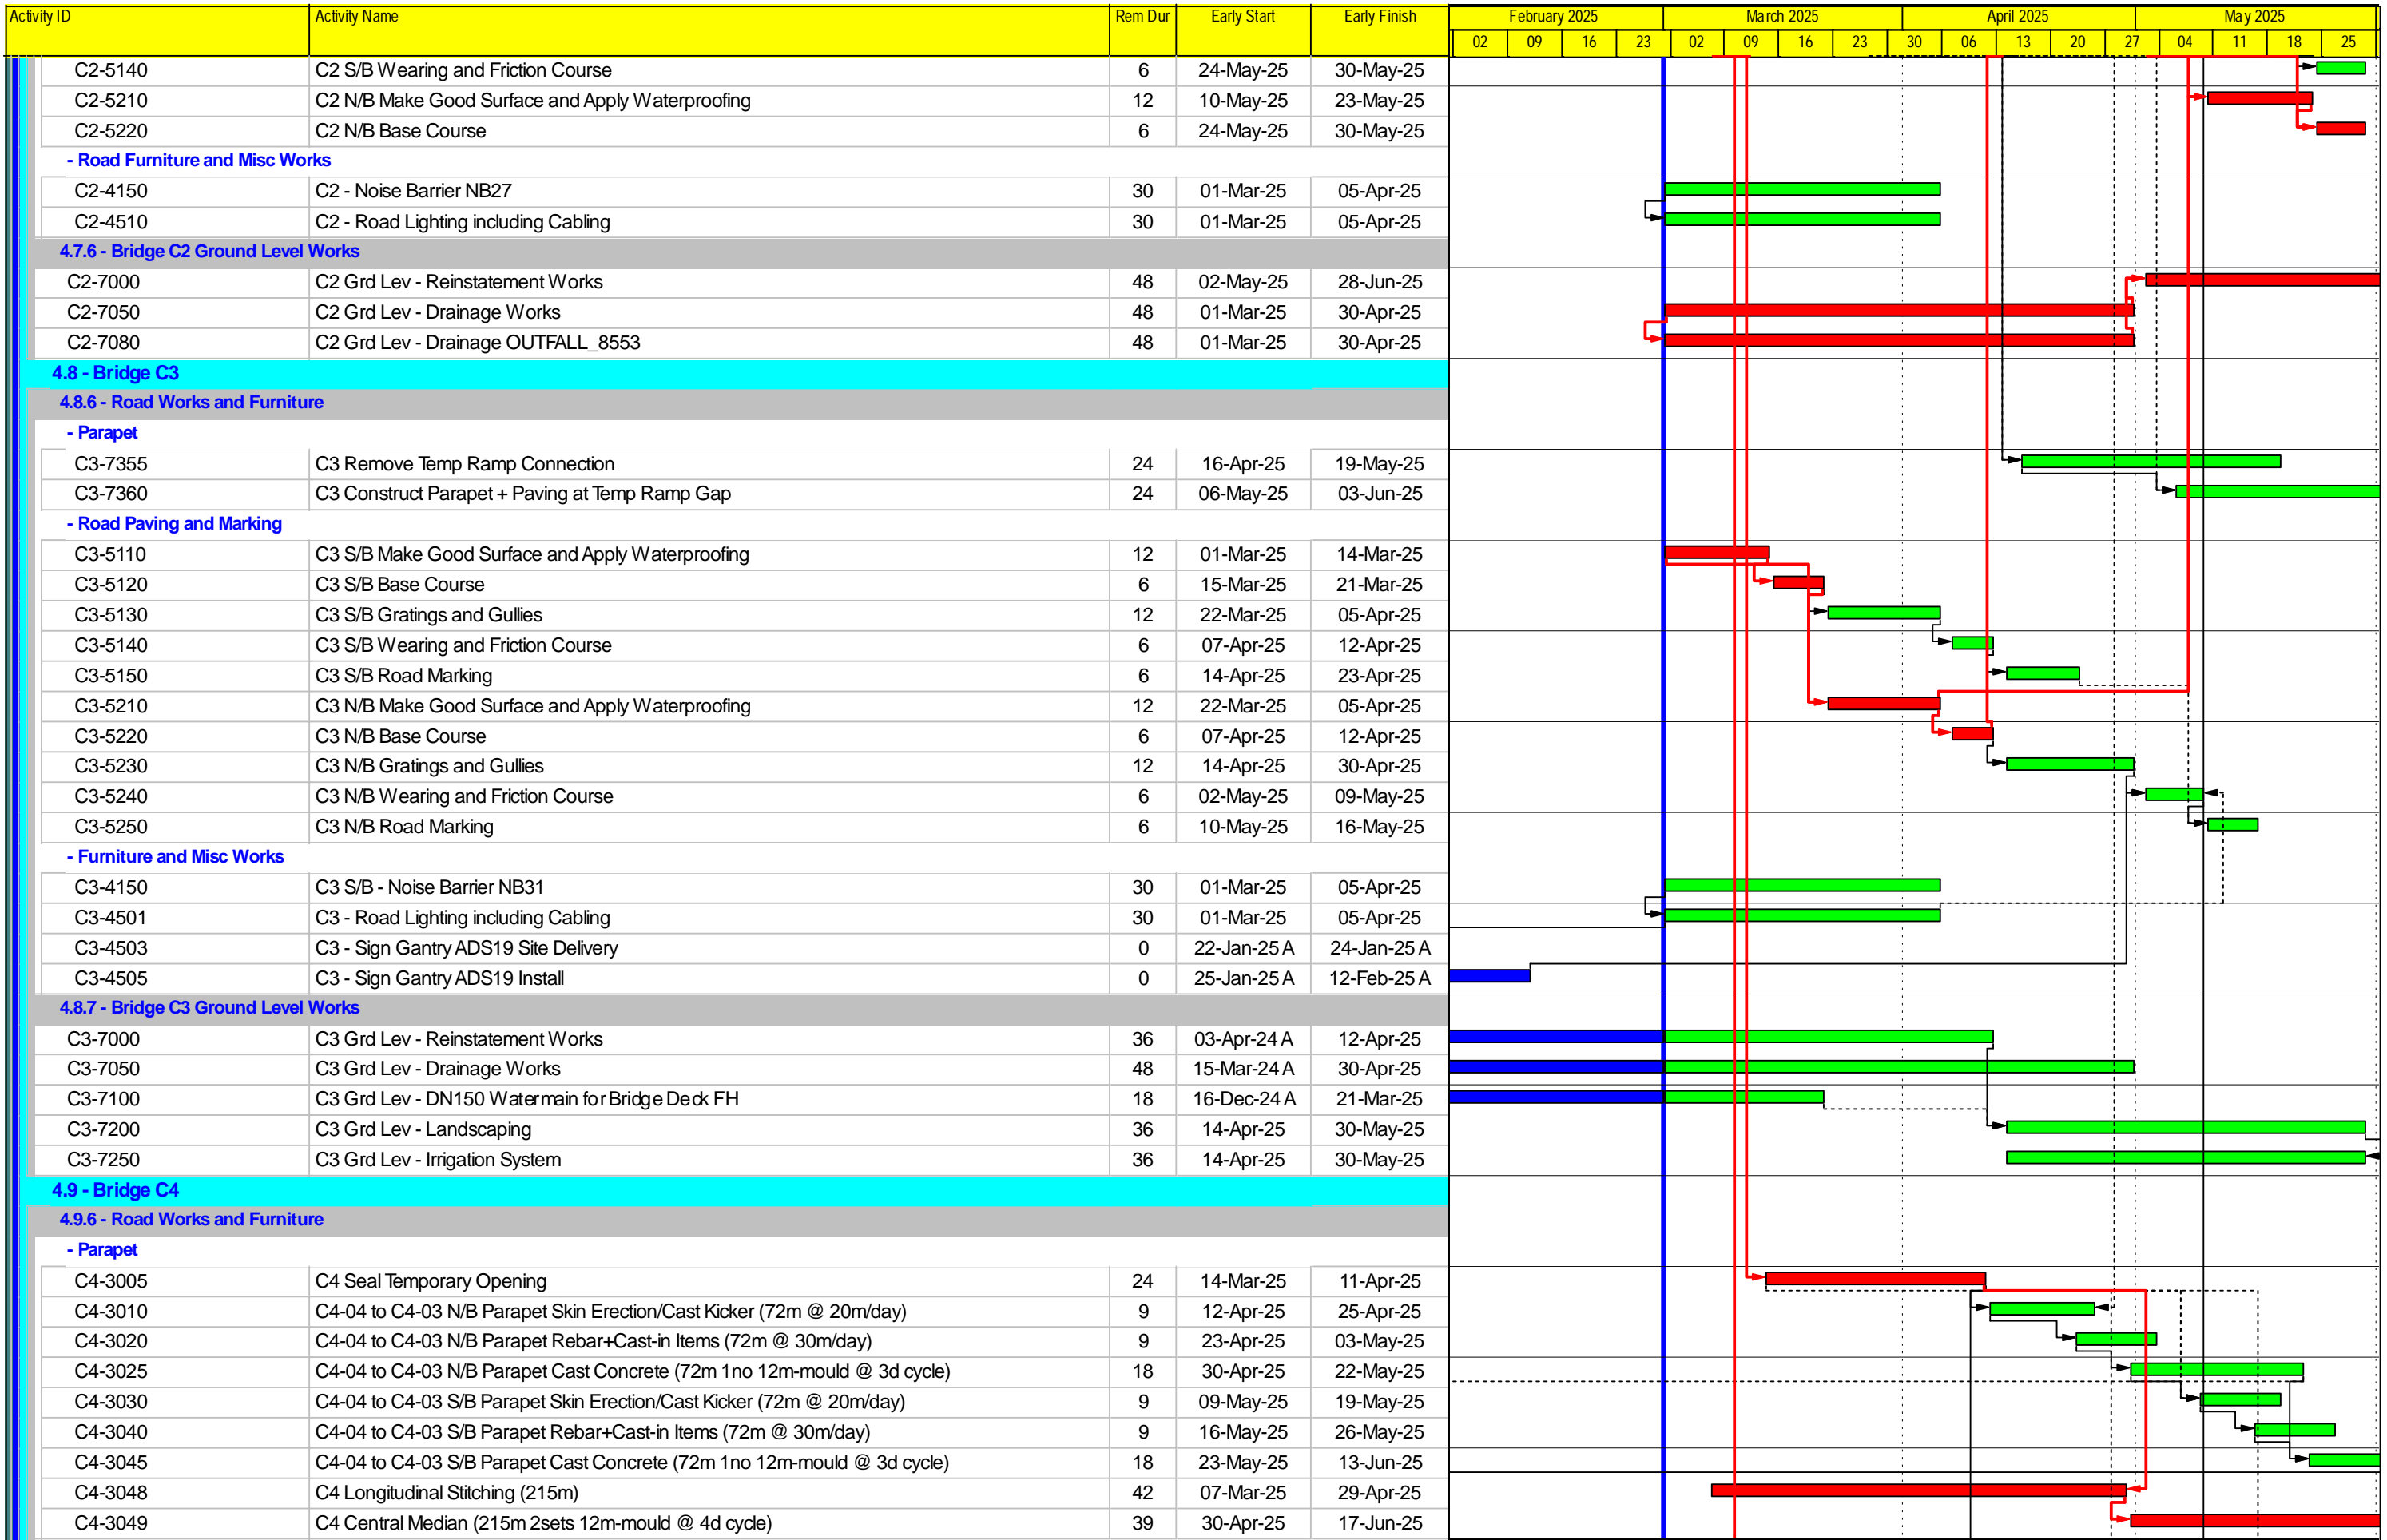 Activity ID Activity Name Rem Dur Early Start Early Finish February 2025 March 2025 April 2025 May 2025
02 09 16 23 02 09 16 23 30 06 13 20 27 04 11 18 25
C2-5140 C2 S/B Wearing and Friction Course 6 24-May-25 30-May-25
C2-5210 C2 N/B Make Good Surface and Apply Waterproofing 12 10-May-25 23-May-25
C2-5220 C2 N/B Base Course 6 24-May-25 30-May-25
- Road Furniture and Misc Works
C2-4150 C2 - Noise Barrier NB27 30 01-Mar-25 05-Apr-25
C2-4510 C2 - Road Lighting including Cabling 30 01-Mar-25 05-Apr-25
4.7.6 - Bridge C2 Ground Level Works
C2-7000 C2 Grd Lev - Reinstatement Works 48 02-May-25 28-Jun-25
C2-7050 C2 Grd Lev - Drainage Works 48 01-Mar-25 30-Apr-25
C2-7080 C2 Grd Lev - Drainage OUTFALL_8553 48 01-Mar-25 30-Apr-25
4.8 - Bridge C3
4.8.6 - Road Works and Furniture
- Parapet
C3-7355 C3 Remove Temp Ramp Connection 24 16-Apr-25 19-May-25
C3-7360 C3 Construct Parapet + Paving at Temp Ramp Gap 24 06-May-25 03-Jun-25
- Road Paving and Marking
C3-5110 C3 S/B Make Good Surface and Apply Waterproofing 12 01-Mar-25 14-Mar-25
C3-5120 C3 S/B Base Course 6 15-Mar-25 21-Mar-25
C3-5130 C3 S/B Gratings and Gullies 12 22-Mar-25 05-Apr-25
C3-5140 C3 S/B Wearing and Friction Course 6 07-Apr-25 12-Apr-25
C3-5150 C3 S/B Road Marking 6 14-Apr-25 23-Apr-25
C3-5210 C3 N/B Make Good Surface and Apply Waterproofing 12 22-Mar-25 05-Apr-25
C3-5220 C3 N/B Base Course 6 07-Apr-25 12-Apr-25
C3-5230 C3 N/B Gratings and Gullies 12 14-Apr-25 30-Apr-25
C3-5240 C3 N/B Wearing and Friction Course 6 02-May-25 09-May-25
C3-5250 C3 N/B Road Marking 6 10-May-25 16-May-25
- Furniture and Misc Works
C3-4150 C3 S/B - Noise Barrier NB31 30 01-Mar-25 05-Apr-25
C3-4501 C3 - Road Lighting including Cabling 30 01-Mar-25 05-Apr-25
C3-4503 C3 - Sign Gantry ADS19 Site Delivery 0 22-Jan-25 A 24-Jan-25 A
C3-4505 C3 - Sign Gantry ADS19 Install 0 25-Jan-25 A 12-Feb-25 A
4.8.7 - Bridge C3 Ground Level Works
C3-7000 C3 Grd Lev - Reinstatement Works 36 03-Apr-24 A 12-Apr-25
C3-7050 C3 Grd Lev - Drainage Works 48 15-Mar-24 A 30-Apr-25
C3-7100 C3 Grd Lev - DN150 Watermain for Bridge Deck FH 18 16-Dec-24 A 21-Mar-25
C3-7200 C3 Grd Lev - Landscaping 36 14-Apr-25 30-May-25
C3-7250 C3 Grd Lev - Irrigation System 36 14-Apr-25 30-May-25
4.9 - Bridge C4
4.9.6 - Road Works and Furniture
- Parapet
C4-3005 C4 Seal Temporary Opening 24 14-Mar-25 11-Apr-25
C4-3010 C4-04 to C4-03 N/B Parapet Skin Erection/Cast Kicker (72m @ 20m/day) 9 12-Apr-25 25-Apr-25
C4-3020 C4-04 to C4-03 N/B Parapet Rebar+Cast-in Items (72m @ 30m/day) 9 23-Apr-25 03-May-25
C4-3025 C4-04 to C4-03 N/B Parapet Cast Concrete (72m 1no 12m-mould @ 3d cycle) 18 30-Apr-25 22-May-25
C4-3030 C4-04 to C4-03 S/B Parapet Skin Erection/Cast Kicker (72m @ 20m/day) 9 09-May-25 19-May-25
C4-3040 C4-04 to C4-03 S/B Parapet Rebar+Cast-in Items (72m @ 30m/day) 9 16-May-25 26-May-25
C4-3045 C4-04 to C4-03 S/B Parapet Cast Concrete (72m 1no 12m-mould @ 3d cycle) 18 23-May-25 13-Jun-25
C4-3048 C4 Longitudinal Stitching (215m) 42 07-Mar-25 29-Apr-25
C4-3049 C4 Central Median (215m 2sets 12m-mould @ 4d cycle) 39 30-Apr-25 17-Jun-25